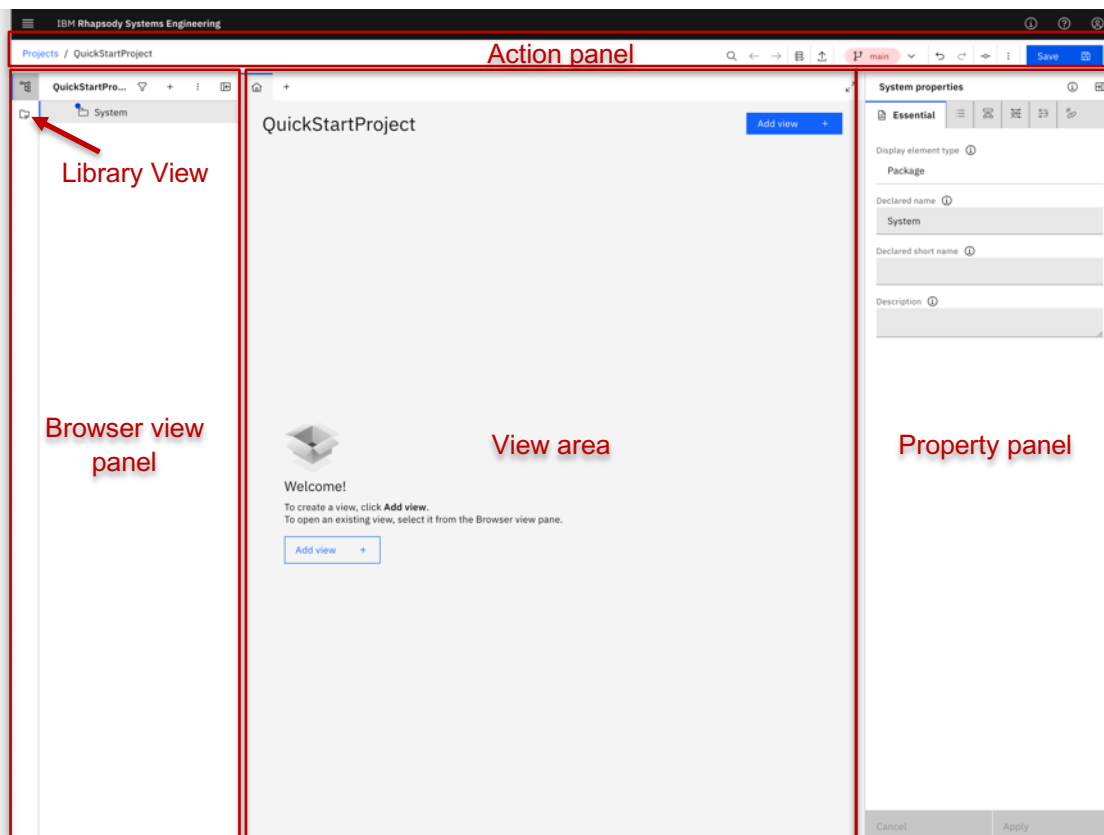 IBM Rhapsody Systems Engineering
Projects / QuickStartProject
Action panel
main
Save
QuickStartPro...
System
Library View
Browser view
panel
QuickStartProject
Add view +
View area
Welcome!
To create a view, click Add view.
To open an existing view, select it from the Browser view pane.
Add view +
System properties
Essential
Display element type
Package
Declared name
System
Declared short name
Description
Property panel
Cancel
Apply